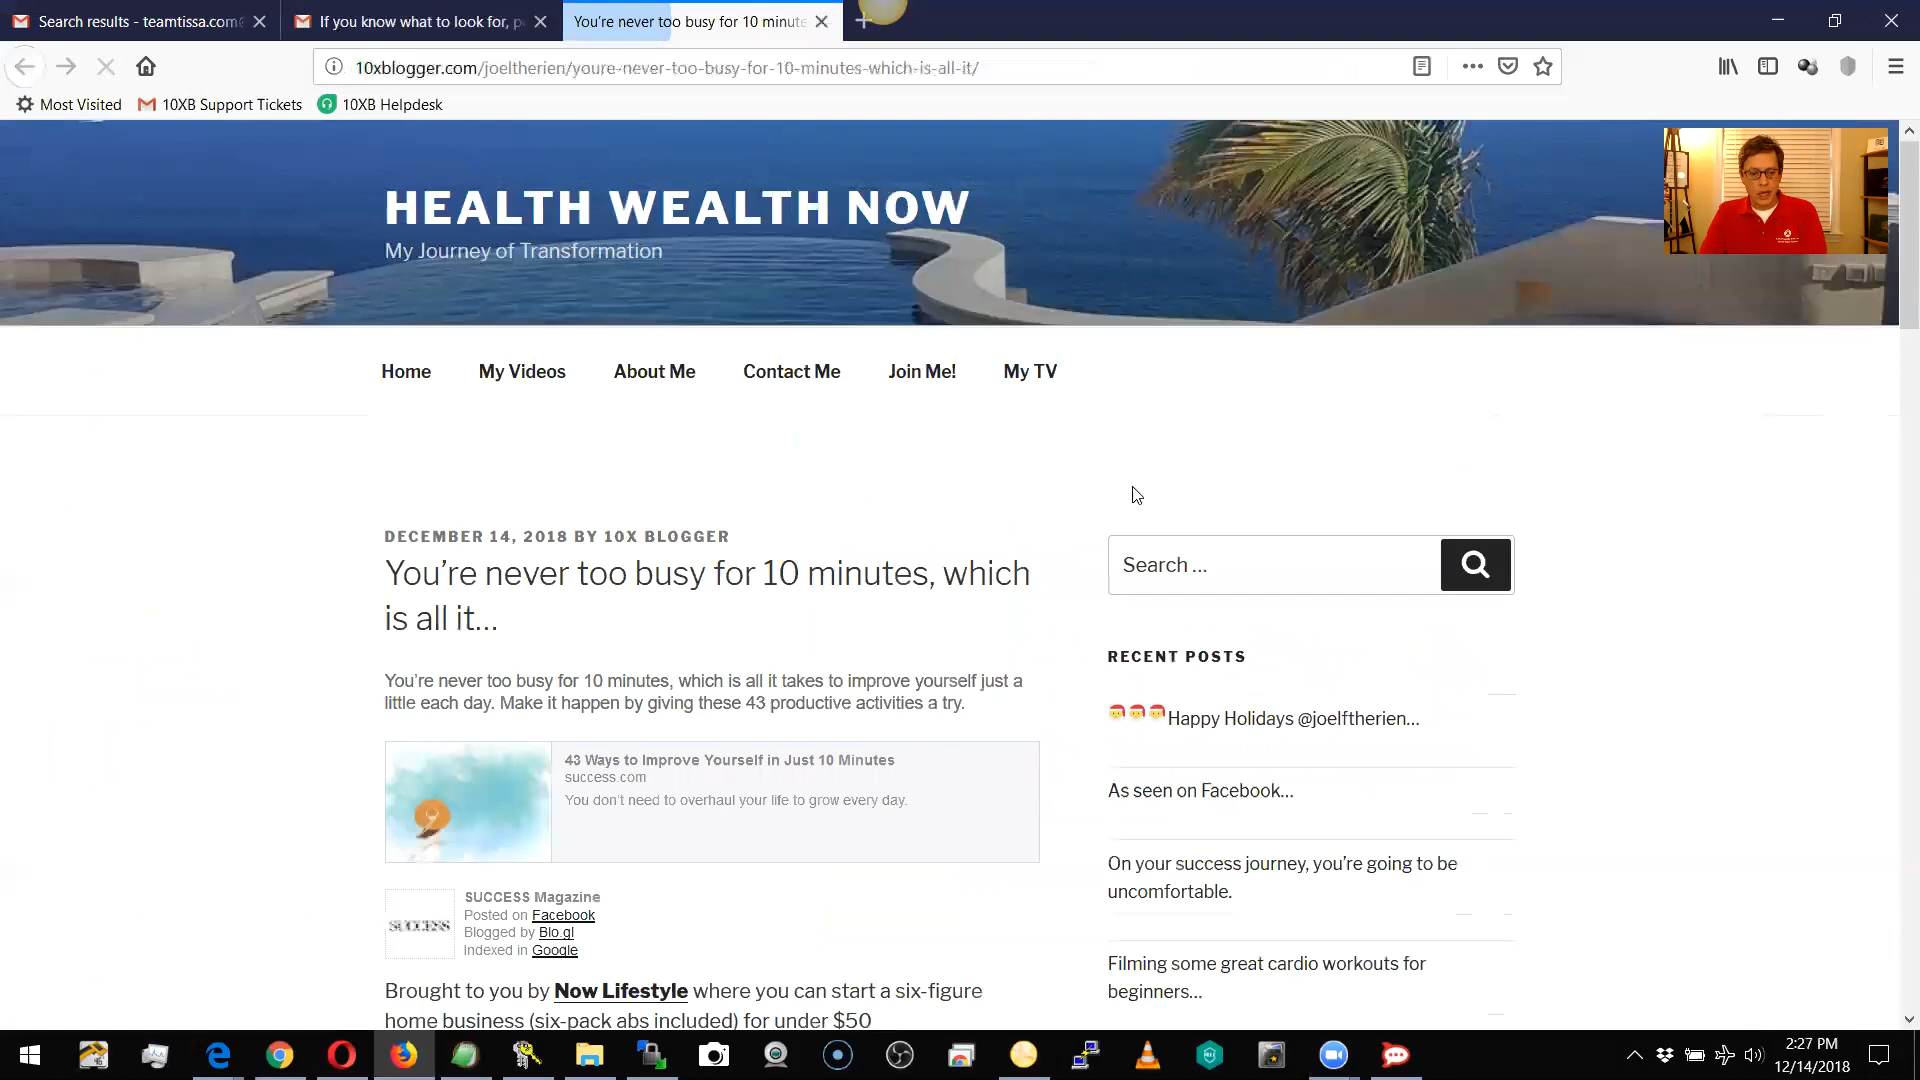 Search results - teamtissa.com@
If you know what to look for, p
You're never too busy for 10 minute
10xblogger.com/joeltherien/youre-never-too-busy-for-10-minutes-which-is-all-it/
Most Visited
10XB Support Tickets
10XB Helpdesk
HEALTH WEALTH NOW
My Journey of Transformation
Home
My Videos
About Me
Contact Me
Join Me!
My TV
DECEMBER 14, 2018 BY 10X BLOGGER
You’re never too busy for 10 minutes, which
is all it…
You’re never too busy for 10 minutes, which is all it takes to improve yourself just a
little each day. Make it happen by giving these 43 productive activities a try.
43 Ways to Improve Yourself in Just 10 Minutes
success.com
You don’t need to overhaul your life to grow every day.
SUCCESS
SUCCESS Magazine
Posted on Facebook
Blogged by Blo.gl
Indexed in Google
Brought to you by Now Lifestyle where you can start a six-figure
home business (six-pack abs included) for under $50
Search …
RECENT POSTS
Happy Holidays @joelftherien…
As seen on Facebook…
On your success journey, you’re going to be
uncomfortable.
Filming some great cardio workouts for
beginners…
2:27 PM
12/14/2018